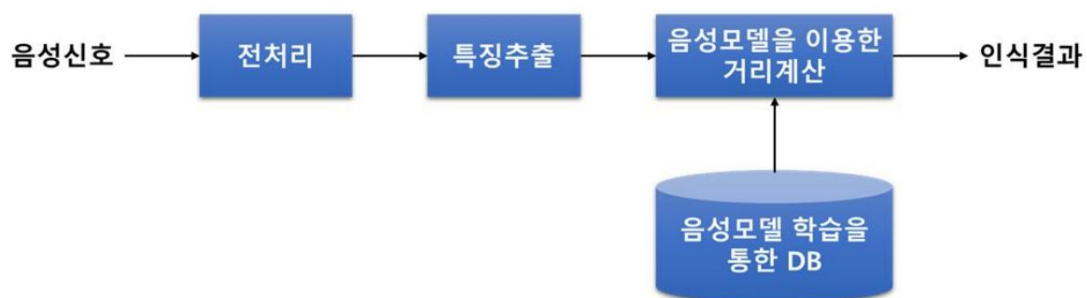 음성신호
전처리
특징추출
음성모델을 이용한
거리계산
인식결과
음성모델 학습을
통한 DB